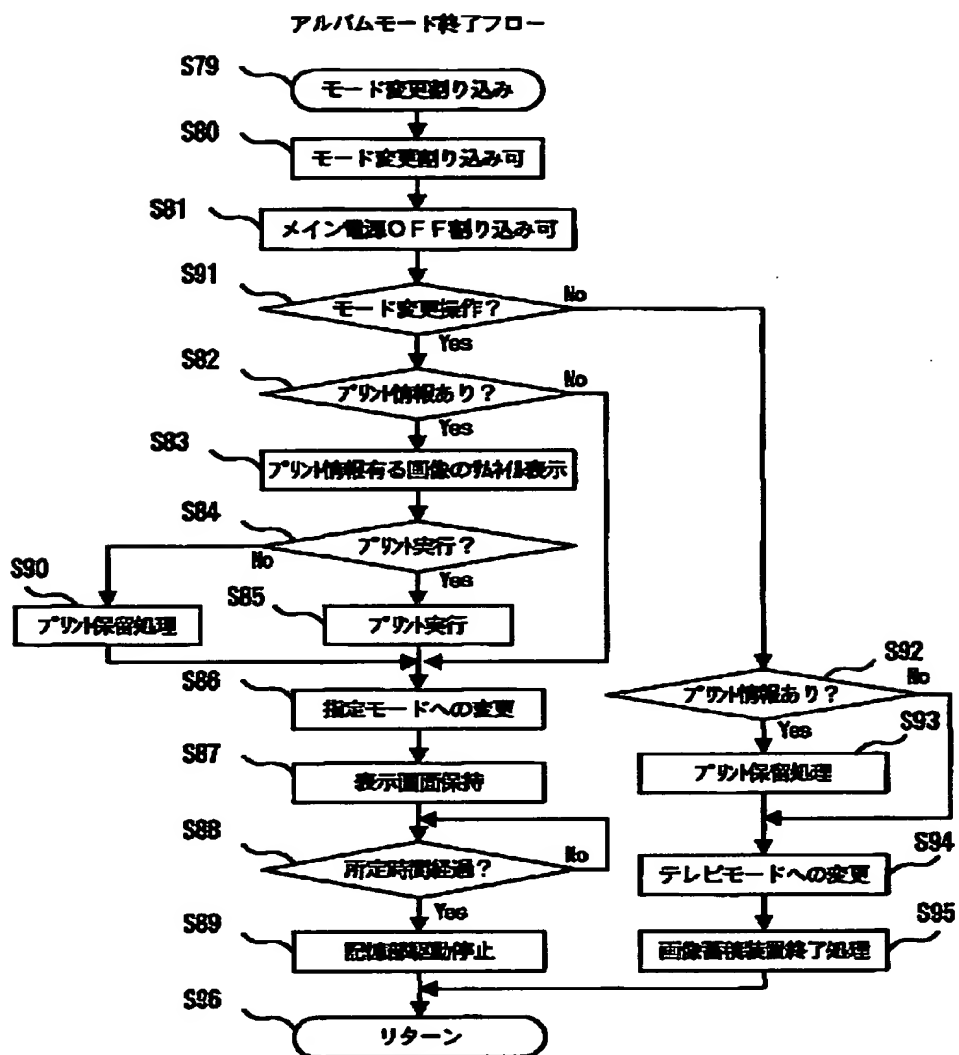 アルバムモード終了フロー
S79
モード変更割り込み
S80
モード変更割り込み可
S81
メイン電源OFF割り込み可
S91
モード変更操作?
No
Yes
S82
プリント情報あり?
No
Yes
S83
プリント情報有る画像のサムネイル表示
S84
プリント実行?
No
Yes
S90
プリント保留処理
S85
プリント実行
S86
指定モードへの変更
S87
表示画面保持
S88
所定時間経過?
No
Yes
S89
記憶部駆動停止
S92
プリント情報あり?
No
Yes
S93
プリント保留処理
S94
テレビモードへの変更
S95
画像蓄積装置終了処理
S96
リターン